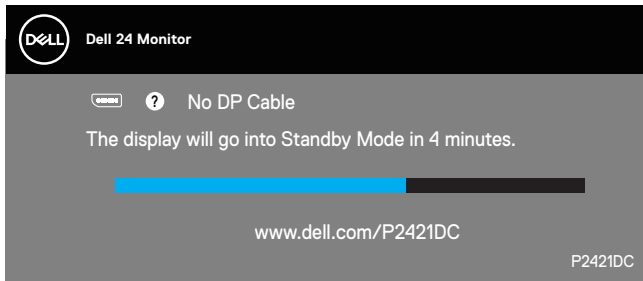 DELL
Dell 24 Monitor
? No DP Cable
The display will go into Standby Mode in 4 minutes.
www.dell.com/P2421DC
P2421DC